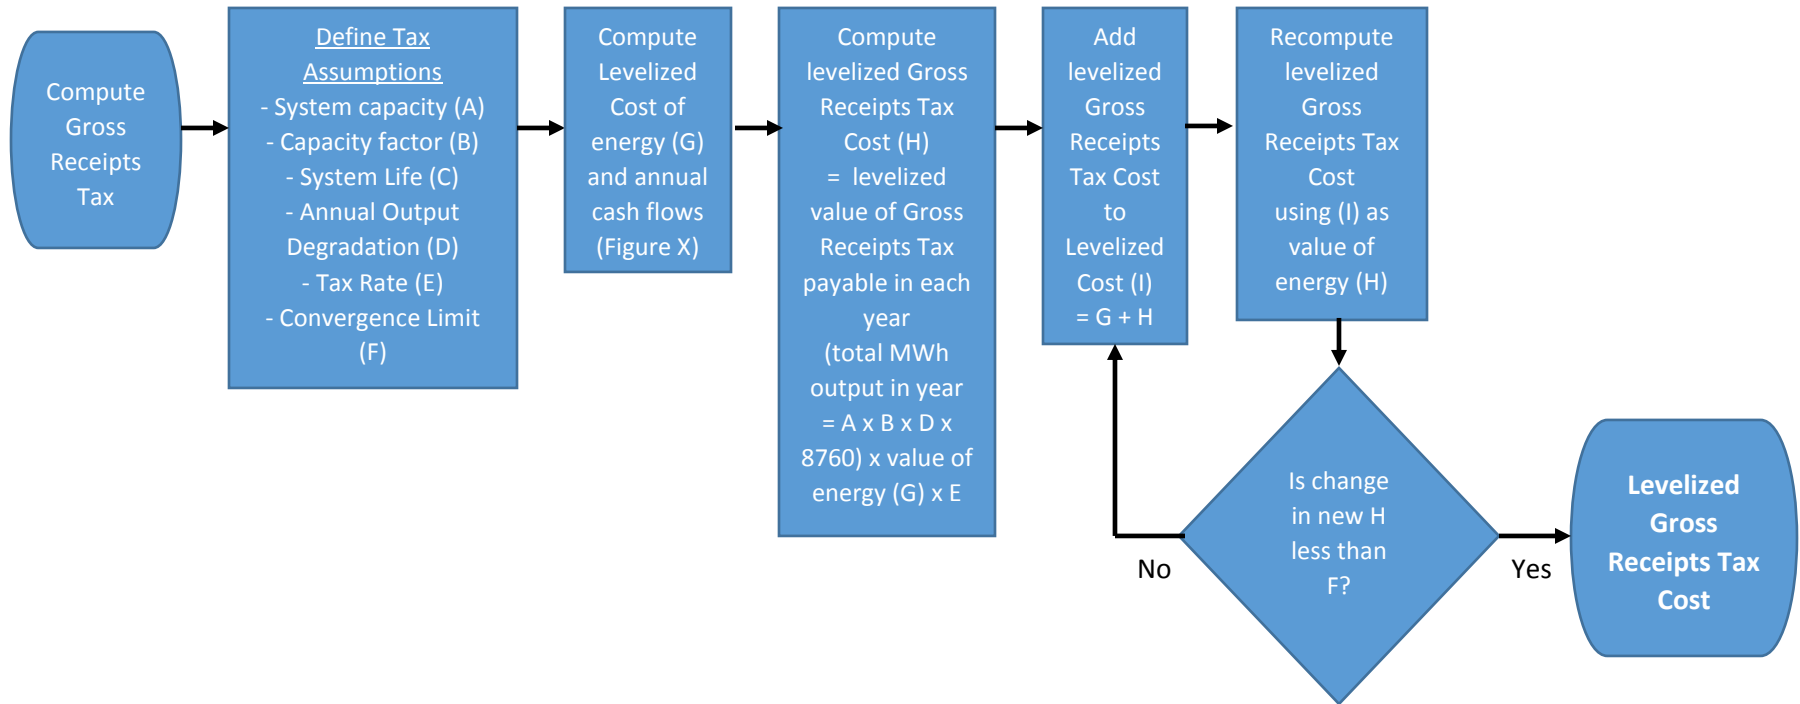 Compute
Gross
Receipts
Tax
Define Tax
Assumptions
- System capacity (A)
- Capacity factor (B)
- System Life (C)
- Annual Output
Degradation (D)
- Tax Rate (E)
- Convergence Limit
(F)
Compute
Levelized
Cost of
energy (G)
and annual
cash flows
(Figure X)
Compute
levelized Gross
Receipts Tax
Cost (H)
= levelized
value of Gross
Receipts Tax
payable in each
year
(total MWh
output in year
= A x B x D x
8760) x value of
energy (G) x E
Add
levelized
Gross
Receipts
Tax Cost
to
Levelized
Cost (I)
= G + H
Recompute
levelized
Gross
Receipts Tax
Cost
using (I) as
value of
energy (H)
Is change
in new H
less than
F?
No
Yes
Levelized
Gross
Receipts Tax
Cost